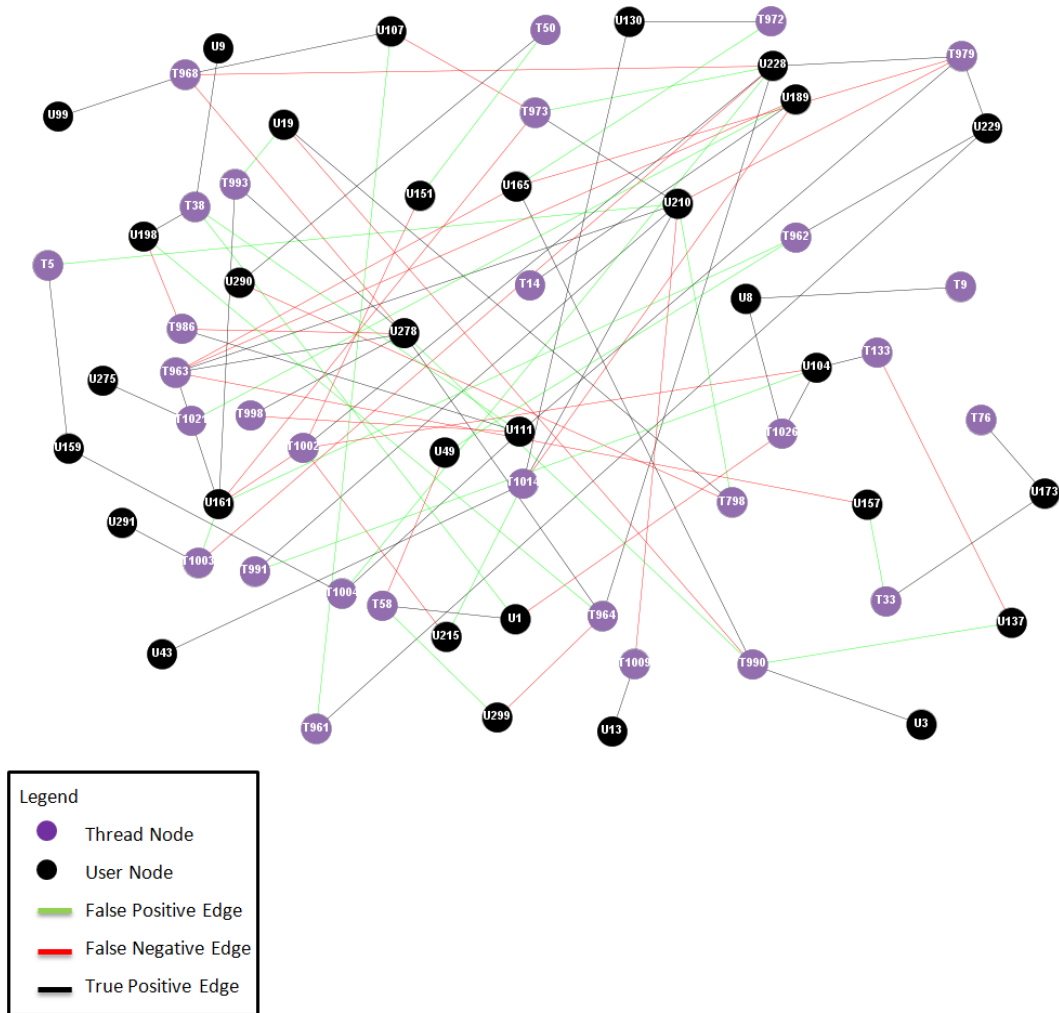 T972
U130
T50
U107
U9
T979
U228
T968
U189
U99
T973
U19
U229
T993
U165
U151
T38
U210
U198
T962
T5
U290
T14
T9
U8
T986
U278
T133
U104
T963
U275
T998
T1021
T76
U111
T1026
U159
T1002
U49
T1014
U173
U161
T798
U157
U291
T1003
T991
T1004
T33
T58
T964
U1
U137
U215
U43
T1009
T990
U299
U3
T961
U13
Legend
Thread Node
User Node
False Positive Edge
False Negative Edge
True Positive Edge